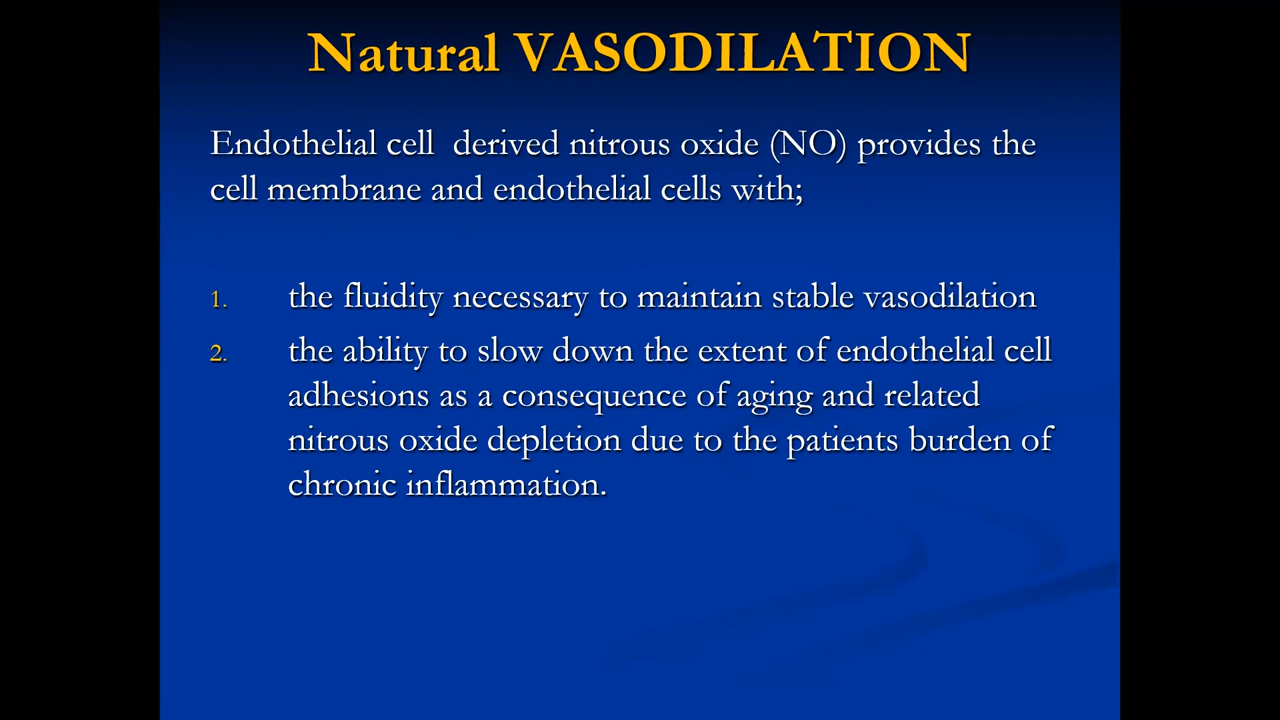 Natural VASODILATION
Endothelial cell derived nitrous oxide (NO) provides the
cell membrane and endothelial cells with;
1. the fluidity necessary to maintain stable vasodilation
2. the ability to slow down the extent of endothelial cell
adhesions as a consequence of aging and related
nitrous oxide depletion due to the patients burden of
chronic inflammation.